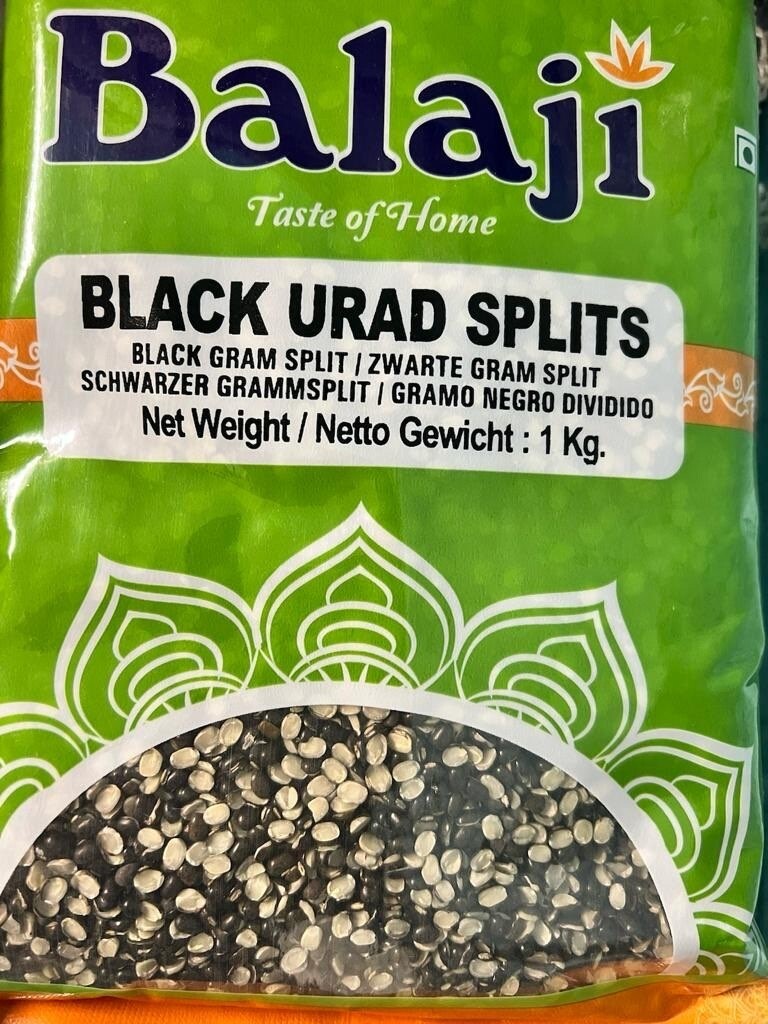 Balaji
Taste of Home
BLACK URAD SPLITS
BLACK GRAM SPLIT / ZWARTE GRAM SPLIT
SCHWARZER GRAMMSPLIT / GRAMO NEGRO DIVIDIDO
Net Weight / Netto Gewicht : 1 Kg.